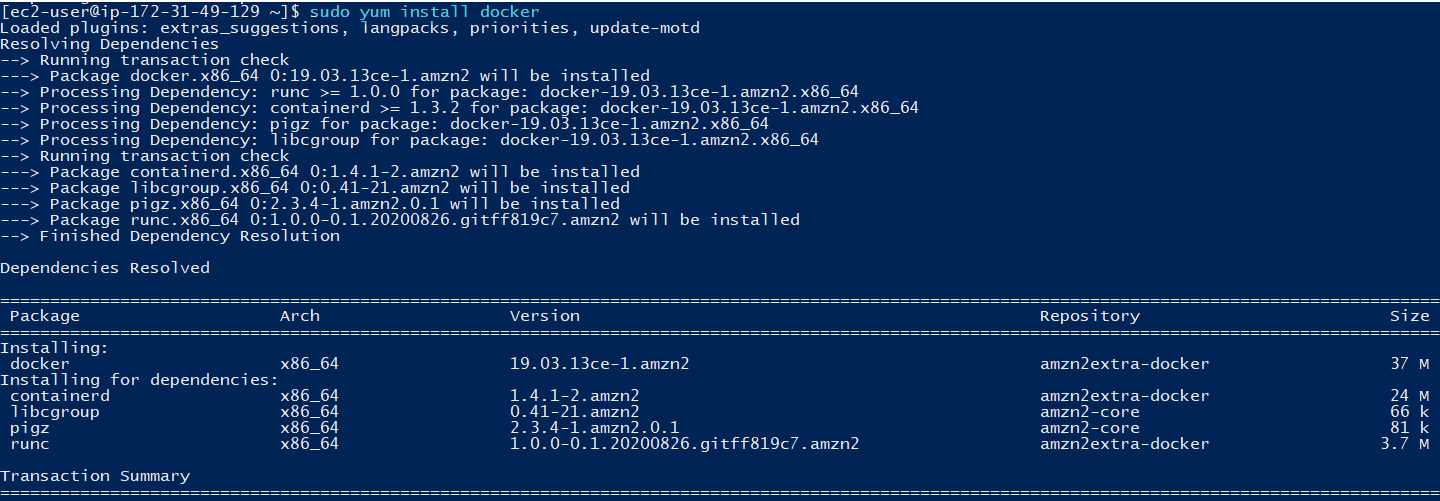 [ec2-user@ip-172-31-49-129 ~]$ sudo yum install docker
Loaded plugins: extras_suggestions, langpacks, priorities, update-motd
Resolving Dependencies
--> Running transaction check
---> Package docker.x86_64 0:19.03.13ce-1.amzn2 will be installed
--> Processing Dependency: runc >= 1.0.0 for package: docker-19.03.13ce-1.amzn2.x86_64
--> Processing Dependency: containerd >= 1.3.2 for package: docker-19.03.13ce-1.amzn2.x86_64
--> Processing Dependency: pigz for package: docker-19.03.13ce-1.amzn2.x86_64
--> Processing Dependency: libcgroup for package: docker-19.03.13ce-1.amzn2.x86_64
--> Running transaction check
---> Package containerd.x86_64 0:1.4.1-2.amzn2 will be installed
---> Package libcgroup.x86_64 0:0.41-21.amzn2 will be installed
---> Package pigz.x86_64 0:2.3.4-1.amzn2.0.1 will be installed
---> Package runc.x86_64 0:1.0.0-0.1.20200826.gitff819c7.amzn2 will be installed
--> Finished Dependency Resolution
Dependencies Resolved
================================================================================================================================================
Package Arch Version Repository Size
================================================================================================================================================
Installing:
docker x86_64 19.03.13ce-1.amzn2 amzn2extra-docker 37 M
Installing for dependencies:
containerd x86_64 1.4.1-2.amzn2 amzn2extra-docker 24 M
libcgroup x86_64 0.41-21.amzn2 amzn2-core 66 k
pigz x86_64 2.3.4-1.amzn2.0.1 amzn2-core 81 k
runc x86_64 1.0.0-0.1.20200826.gitff819c7.amzn2 amzn2extra-docker 3.7 M
Transaction Summary
================================================================================================================================================